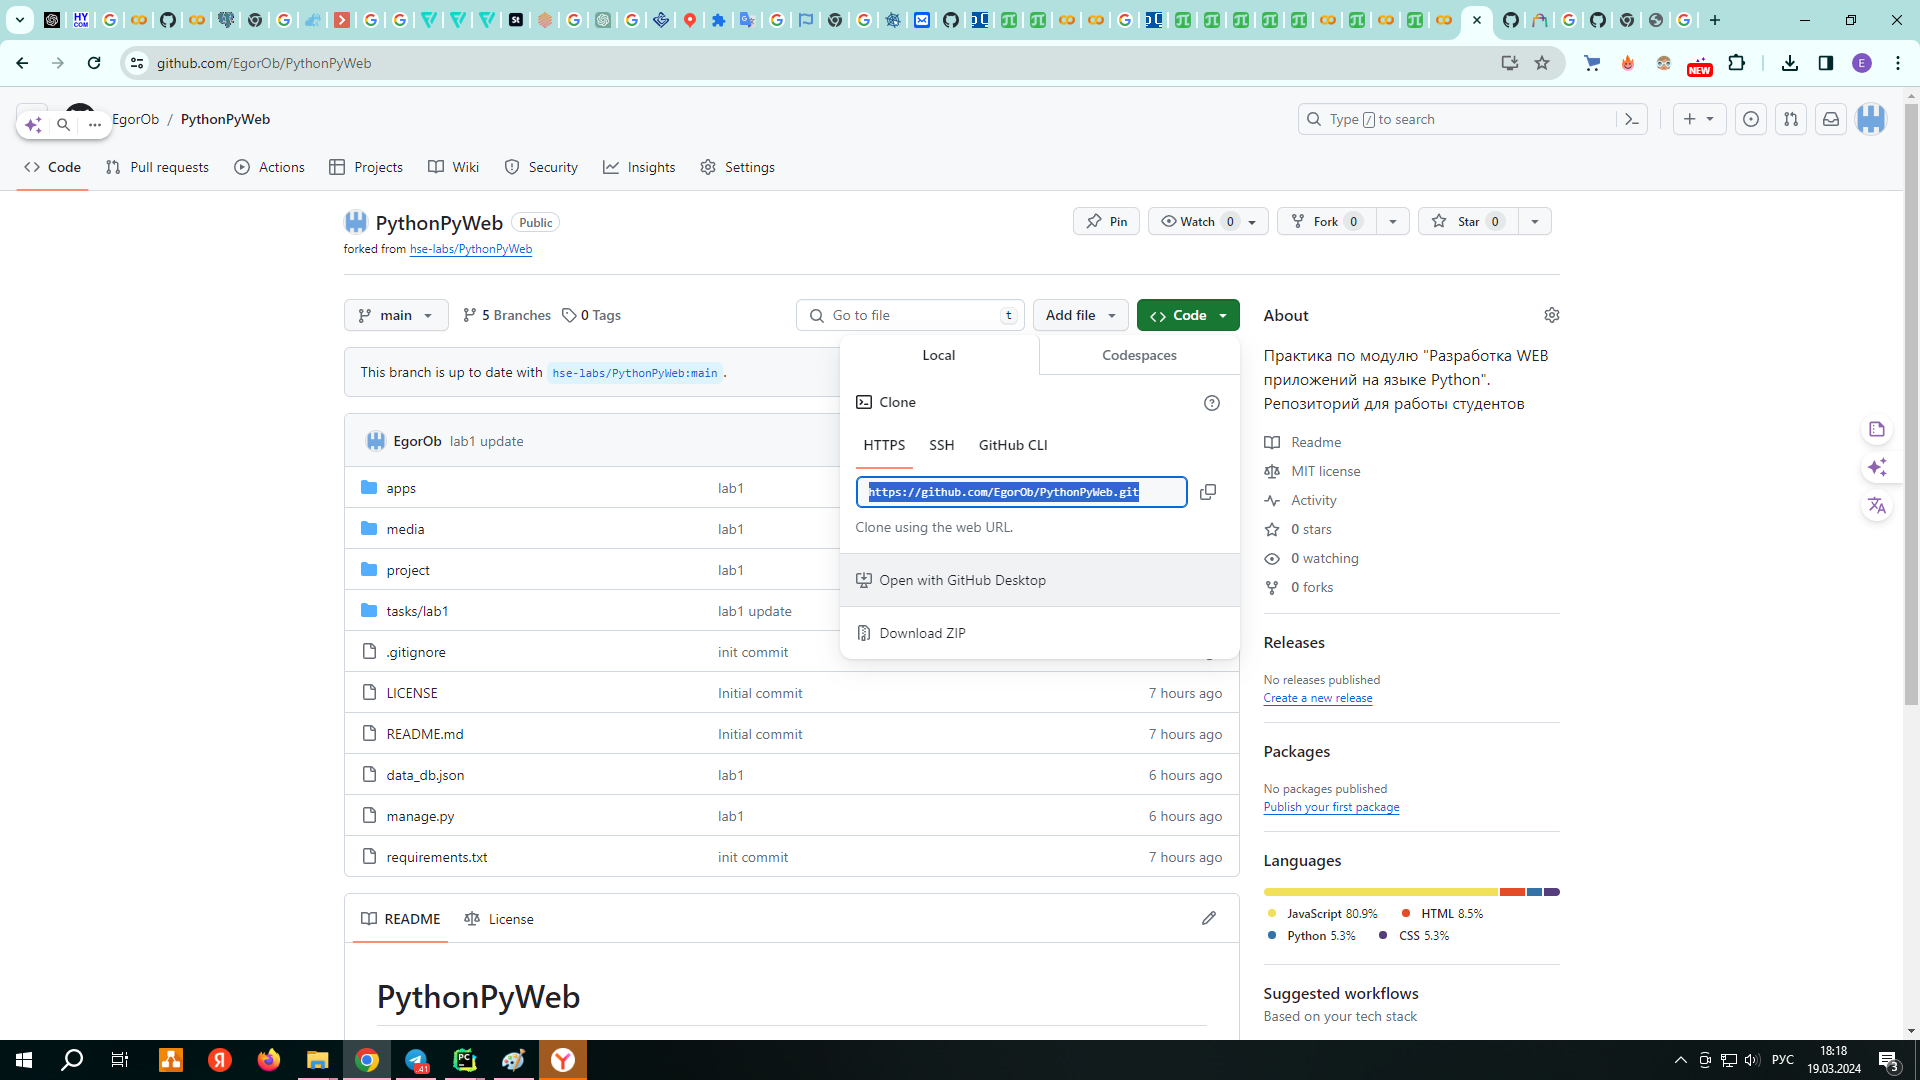 github.com/EgorOb/PythonPyWeb
NEW
E
EgorOb / PythonPyWeb
Type / to search
Code
Pull requests
Actions
Projects
Wiki
Security
Insights
Settings
PythonPyWeb Public
forked from hse-labs/PythonPyWeb
Pin
Watch 0
Fork 0
Star 0
main
5 Branches
0 Tags
Go to file t
Add file
Code
This branch is up to date with hse-labs/PythonPyWeb:main .
EgorOb lab1 update
apps lab1
media lab1
project lab1
tasks/lab1 lab1 update
.gitignore init commit
LICENSE Initial commit 7 hours ago
README.md Initial commit 7 hours ago
data_db.json lab1 6 hours ago
manage.py lab1 6 hours ago
requirements.txt init commit 7 hours ago
Local
Codespaces
Clone
HTTPS SSH GitHub CLI
https://github.com/EgorOb/PythonPyWeb.git
Clone using the web URL.
Open with GitHub Desktop
Download ZIP
README
License
PythonPyWeb
About
Практика по модулю "Разработка WEB
приложений на языке Python".
Репозиторий для работы студентов
Readme
MIT license
Activity
0 stars
0 watching
0 forks
Releases
No releases published
Create a new release
Packages
No packages published
Publish your first package
Languages
JavaScript 80.9% HTML 8.5%
Python 5.3% CSS 5.3%
Suggested workflows
Based on your tech stack
41
РУС
18:18
19.03.2024
3